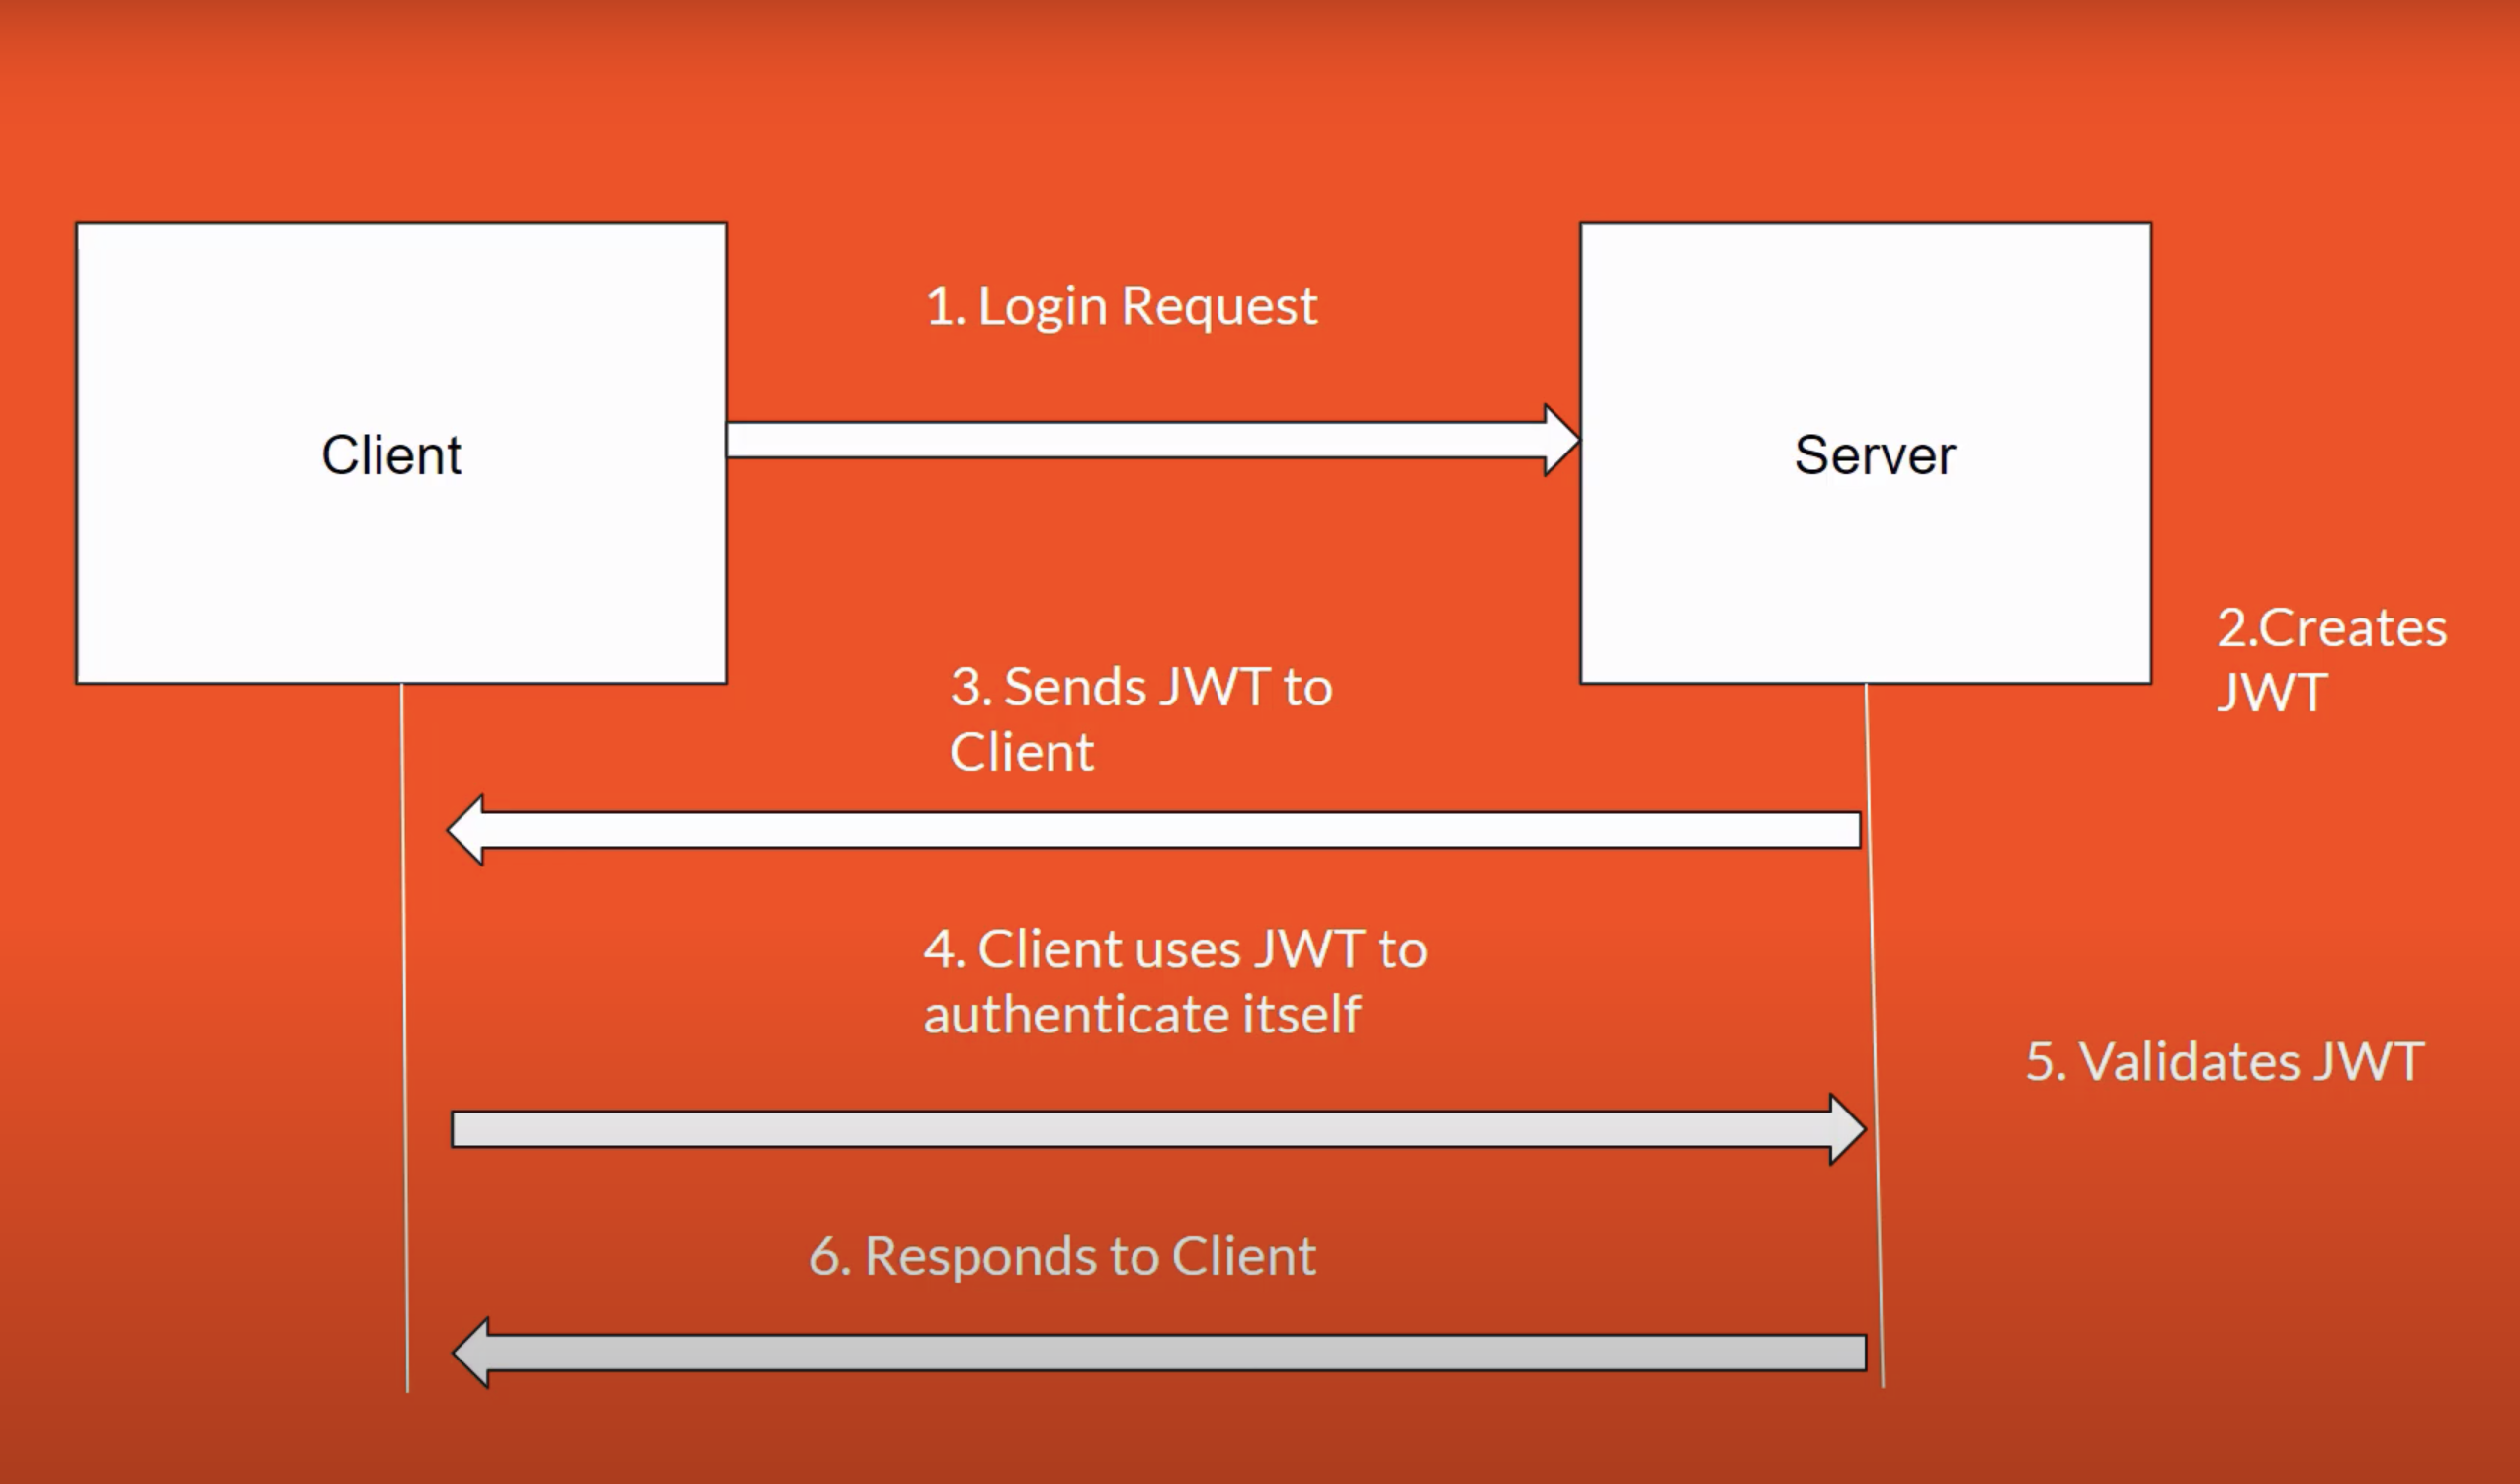 1. Login Request
Client
Server
2.Creates
JWT
3. Sends JWT to
Client
4. Client uses JWT to
authenticate itself
5. Validates JWT
6. Responds to Client